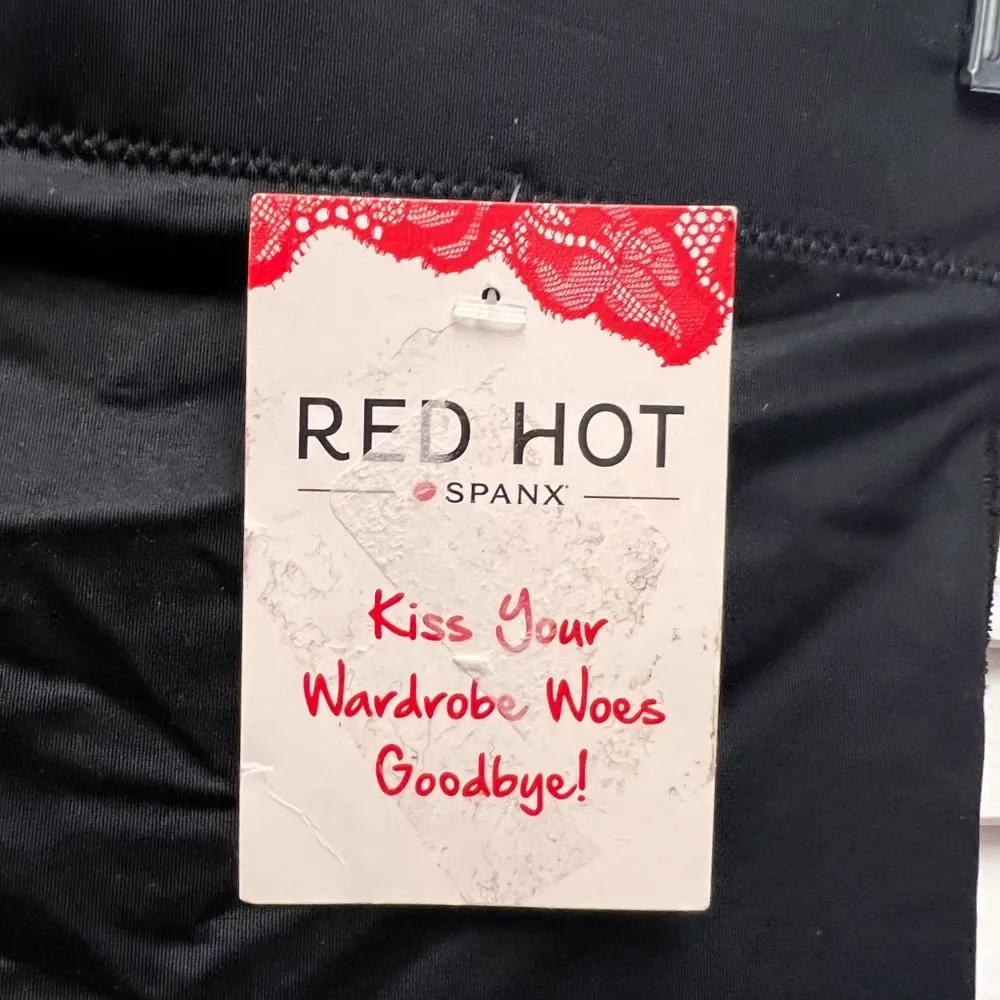 RED HOT
SPANX®
Kiss Your
Wardrobe Woes
Goodbye!